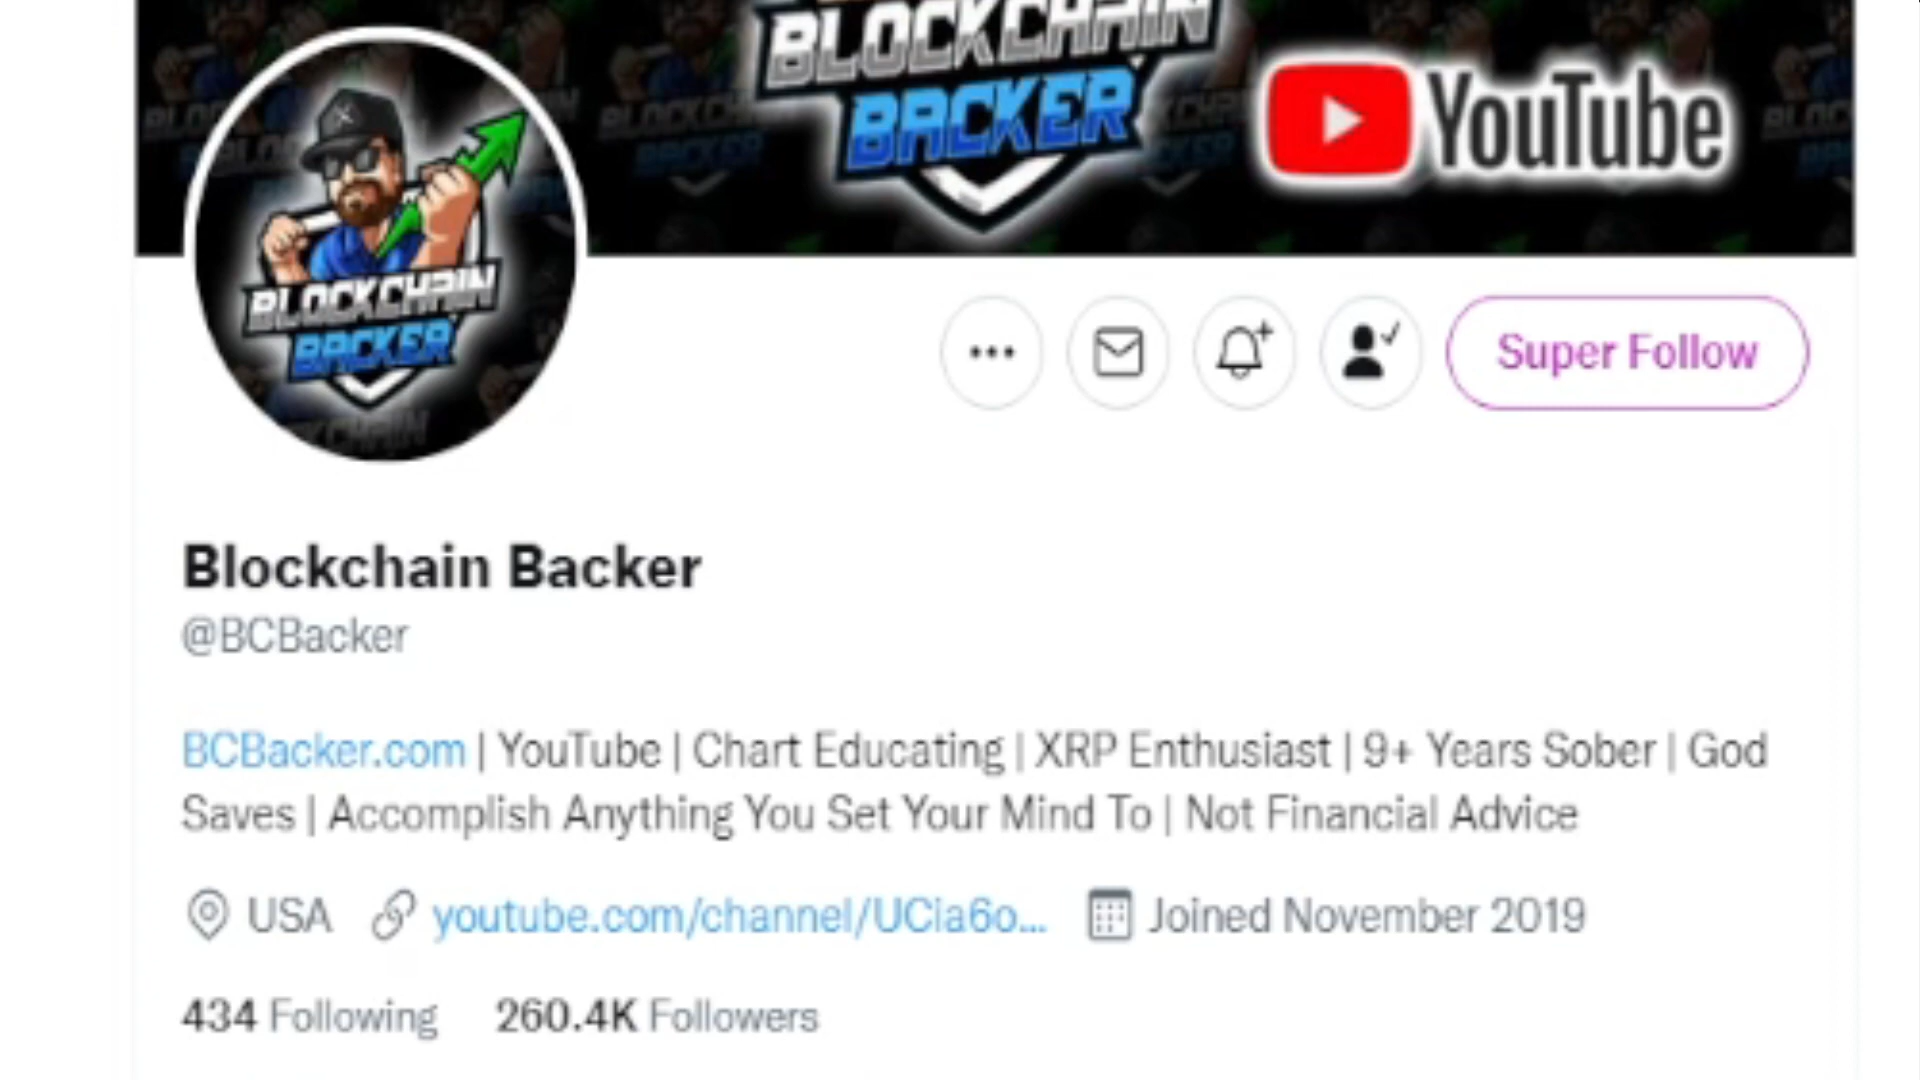 BLOCKCHAIN
BACKER
YouTube
BLOCKCHAIN
BACKER
Super Follow
Blockchain Backer
@BCBacker
BCBacker.com | YouTube | Chart Educating | XRP Enthusiast | 9+ Years Sober | God
Saves | Accomplish Anything You Set Your Mind To | Not Financial Advice
USA youtube.com/channel/UCia6o... Joined November 2019
434 Following 260.4K Followers